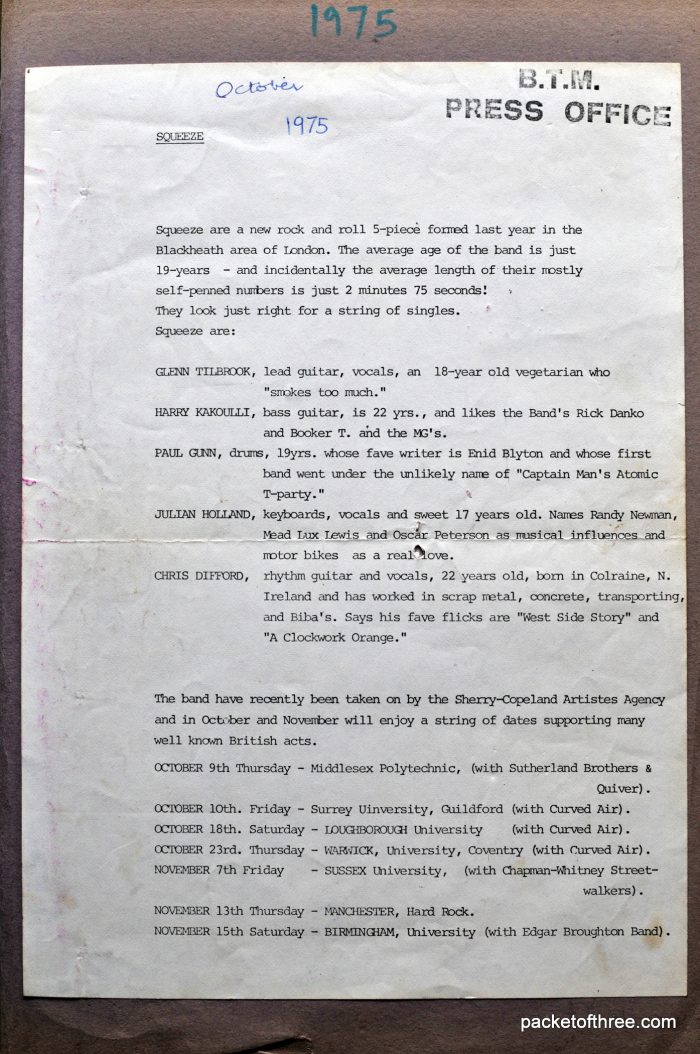 1975
October
1975
B.T.M.
PRESS OFFICE
SQUEEZE
Squeeze are a new rock and roll 5-piece formed last year in the
Blackheath area of London. The average age of the band is just
19-years - and incidentally the average length of their mostly
self-penned numbers is just 2 minutes 75 seconds!
They look just right for a string of singles.
Squeeze are:
GLENN TILBROOK, lead guitar, vocals, an 18-year old vegetarian who
"smokes too much."
HARRY KAKOULLI, bass guitar, is 22 yrs., and likes the Band's Rick Danko
and Booker T. and the MG's.
PAUL GUNN, drums, 19yrs. whose fave writer is Enid Blyton and whose first
band went under the unlikely name of "Captain Man's Atomic
T-party."
JULIAN HOLLAND, keyboards, vocals and sweet 17 years old. Names Randy Newman,
Mead Lux Lewis and Oscar Peterson as musical influences and
motor bikes as a real love.
CHRIS DIFFORD, rhythm guitar and vocals, 22 years old, born in Colraine, N.
Ireland and has worked in scrap metal, concrete, transporting,
and Biba's. Says his fave flicks are "West Side Story" and
"A Clockwork Orange."
The band have recently been taken on by the Sherry-Copeland Artistes Agency
and in October and November will enjoy a string of dates supporting many
well known British acts.
OCTOBER 9th Thursday - Middlesex Polytechnic, (with Sutherland Brothers &
Quiver).
OCTOBER 10th. Friday - Surrey Uinversity, Guildford (with Curved Air).
OCTOBER 18th. Saturday - LOUGHBOROUGH University (with Curved Air).
OCTOBER 23rd. Thursday - WARWICK, University, Coventry (with Curved Air).
NOVEMBER 7th Friday - SUSSEX University, (with Chapman-Whitney Street-
walkers).
NOVEMBER 13th Thursday - MANCHESTER, Hard Rock.
NOVEMBER 15th Saturday - BIRMINGHAM, University (with Edgar Broughton Band).
packetofthree.com